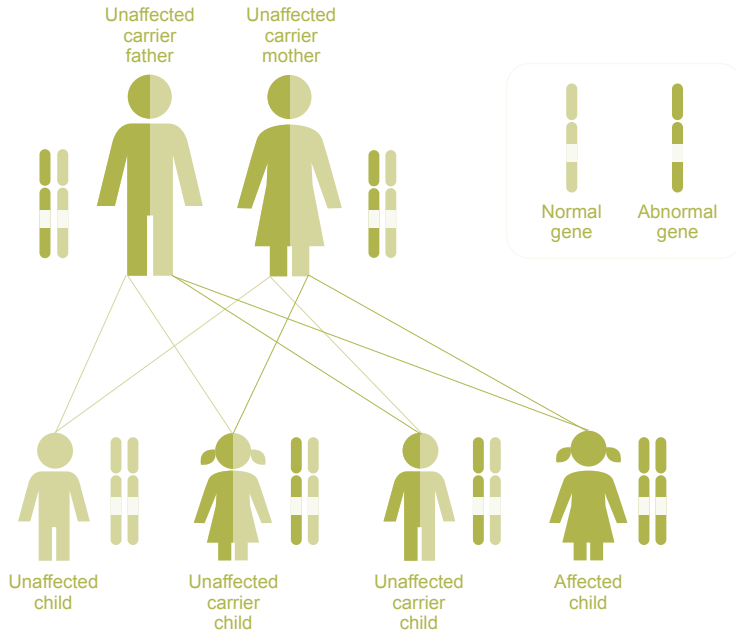 Unaffected
carrier
father
Unaffected
carrier
mother
Normal
gene
Abnormal
gene
Unaffected
child
Unaffected
carrier
child
Unaffected
carrier child
Affected
child